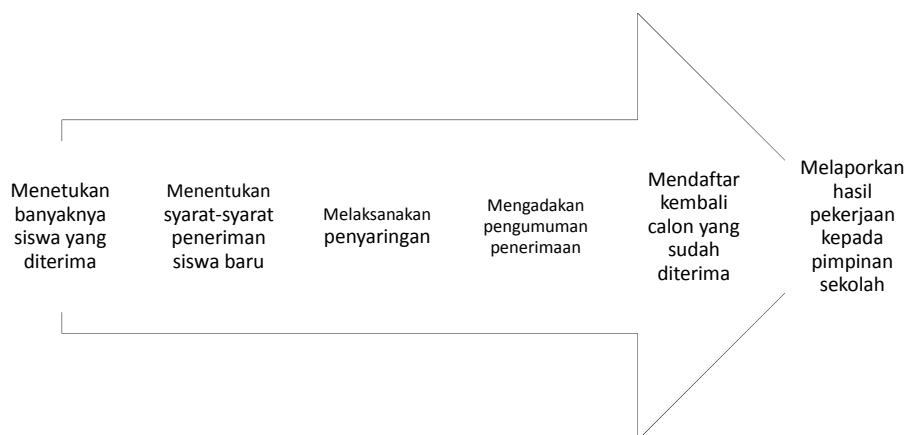 Menetukan
banyaknya
siswa yang
diterima
Menentukan
syarat-syarat
peneriman
siswa baru
Melaksanakan
penyaringan
Mengadakan
pengumuman
penerimaan
Mendaftar
kembali
calon yang
sudah
diterima
Melaporkan
hasil
pekerjaan
kepada
pimpinan
sekolah